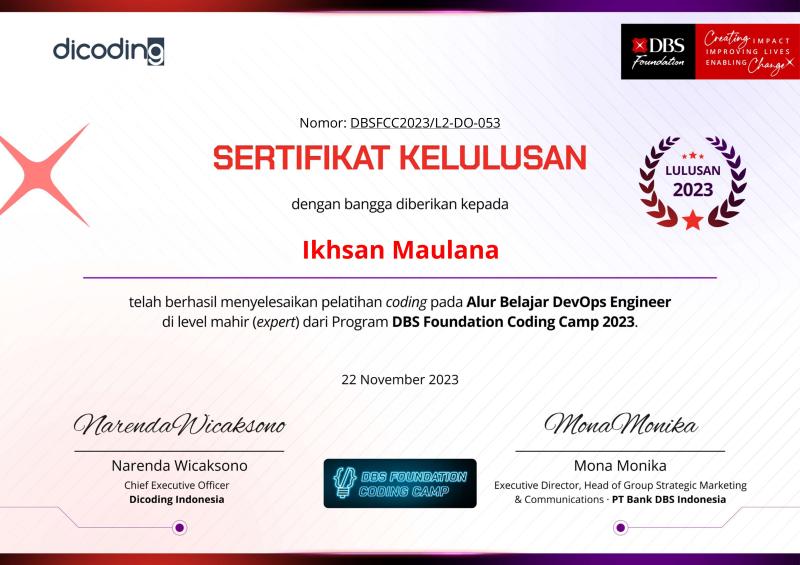 dicoding
DBS
Foundation
Creating IMPACT
IMPROVING LIVES
ENABLING Change
Nomor: DBSFCC2023/L2-DO-053
SERTIFIKAT KELULUSAN
LULUSAN
2023
dengan bangga diberikan kepada
Ikhsan Maulana
telah berhasil menyelesaikan pelatihan coding pada Alur Belajar DevOps Engineer
di level mahir (expert) dari Program DBS Foundation Coding Camp 2023.
22 November 2023
NarendaWicaksono
Narenda Wicaksono
Chief Executive Officer
Dicoding Indonesia
DBS FOUNDATION
CODING CAMP
MonaMonika
Mona Monika
Executive Director, Head of Group Strategic Marketing
& Communications · PT Bank DBS Indonesia